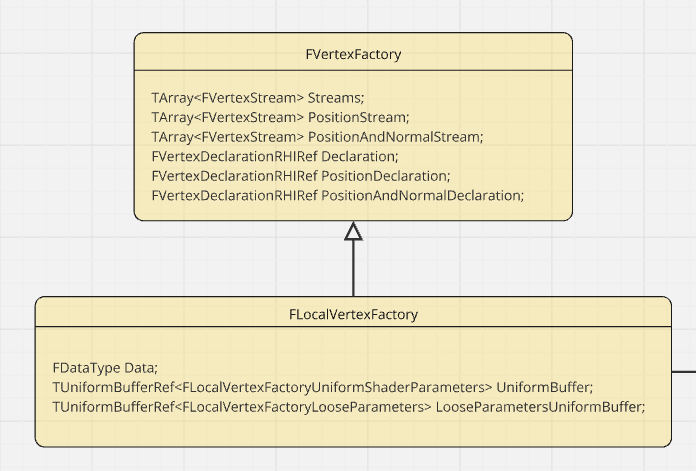 FVertexFactory
TArray<FVertexStream> Streams;
TArray<FVertexStream> PositionStream;
TArray<FVertexStream> PositionAndNormalStream;
FVertexDeclarationRHIRef Declaration;
FVertexDeclarationRHIRef PositionDeclaration;
FVertexDeclarationRHIRef PositionAndNormalDeclaration;
FLocalVertexFactory
FDataType Data;
TUniformBufferRef<FLocalVertexFactoryUniformShaderParameters> UniformBuffer;
TUniformBufferRef<FLocalVertexFactoryLooseParameters> LooseParametersUniformBuffer;